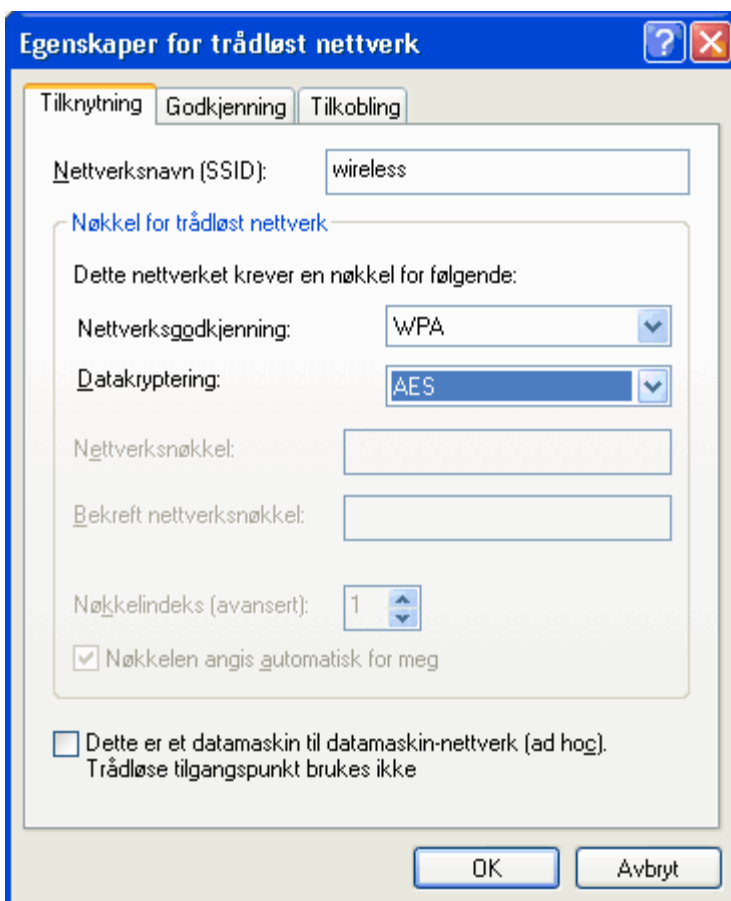 Egenskaper for trådløst nettverk
Tilknytning Godkjenning Tilkobling
Nettverksnavn (SSID): wireless
Nøkkel for trådløst nettverk
Dette nettverket krever en nøkkel for følgende:
Nettverksgodkjenning: WPA
Datakryptering: AES
Nettverksnøkkel:
Bekreft nettverksnøkkel:
Nøkkelindeks (avansert): 1
Nøkkelen angis automatisk for meg
Dette er et datamaskin til datamaskin-nettverk (ad hoc).
Trådløse tilgangspunkt brukes ikke
OK Avbryt